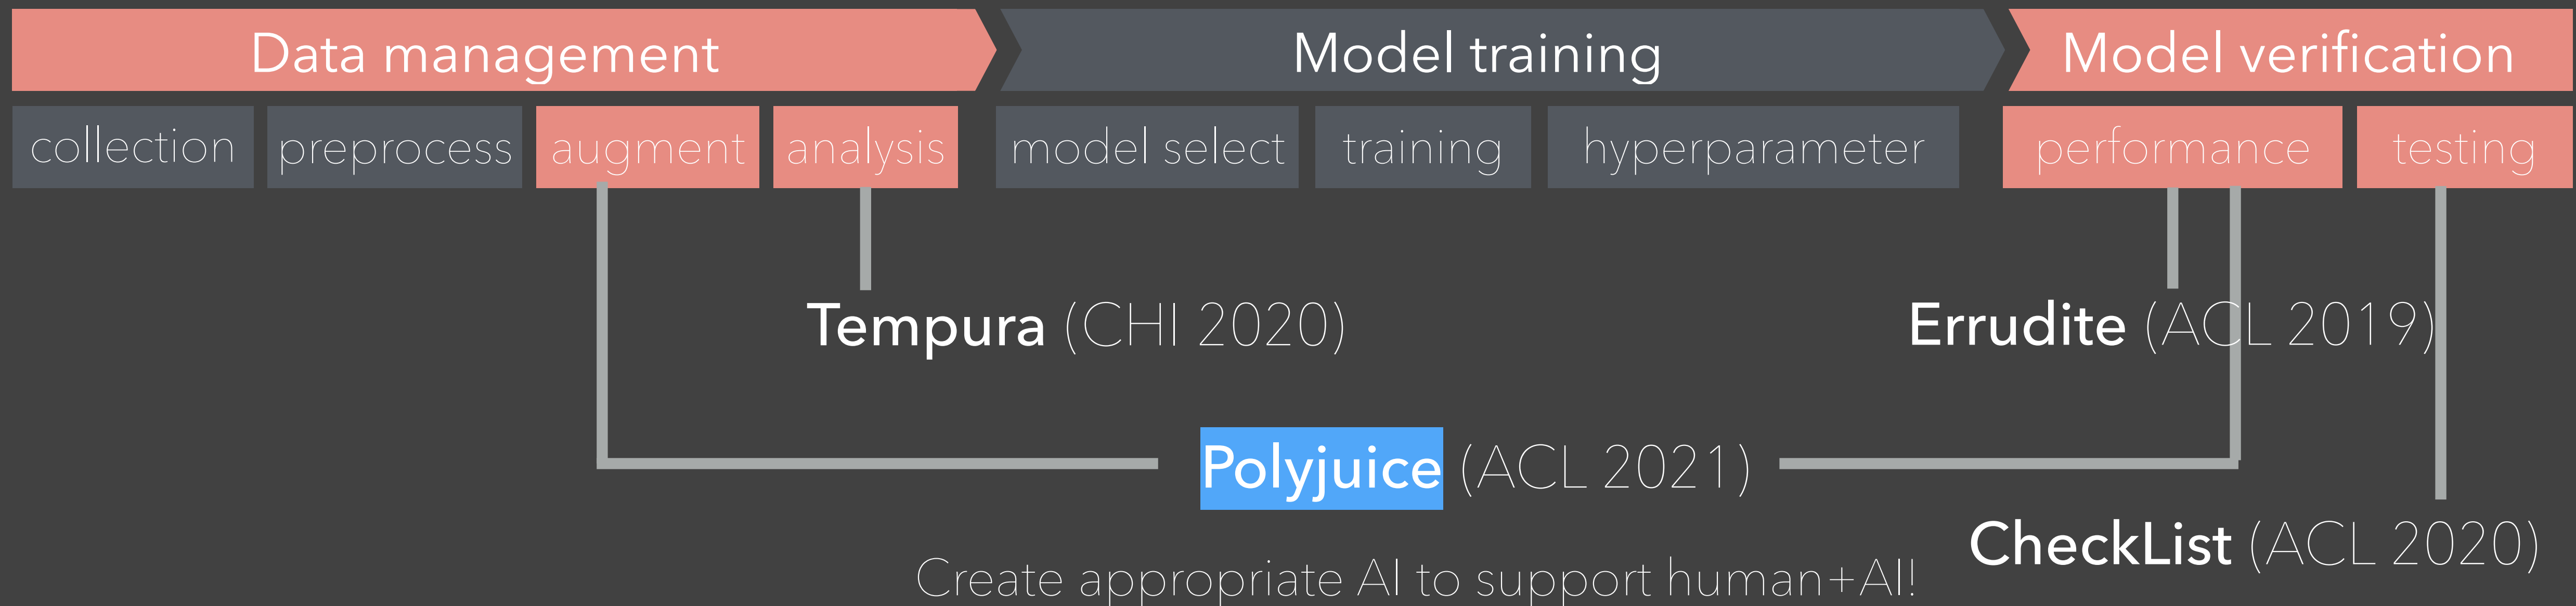 Data management Model training Model verification
collection preprocess augment analysis model select training hyperparameter performance testing
Tempura (CHI 2020) Errudite (ACL 2019)
Polyjuice (ACL 2021)
CheckList (ACL 2020)
Create appropriate AI to support human+AI!